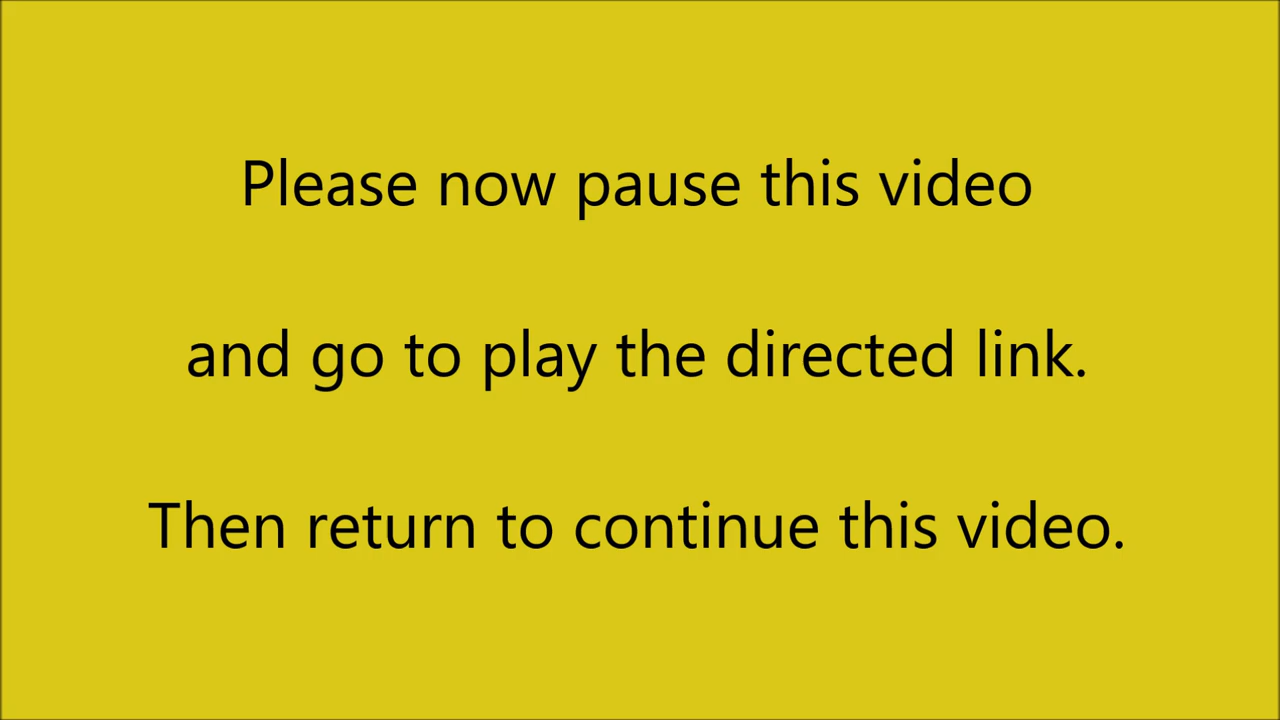 Please now pause this video
and go to play the directed link.
Then return to continue this video.